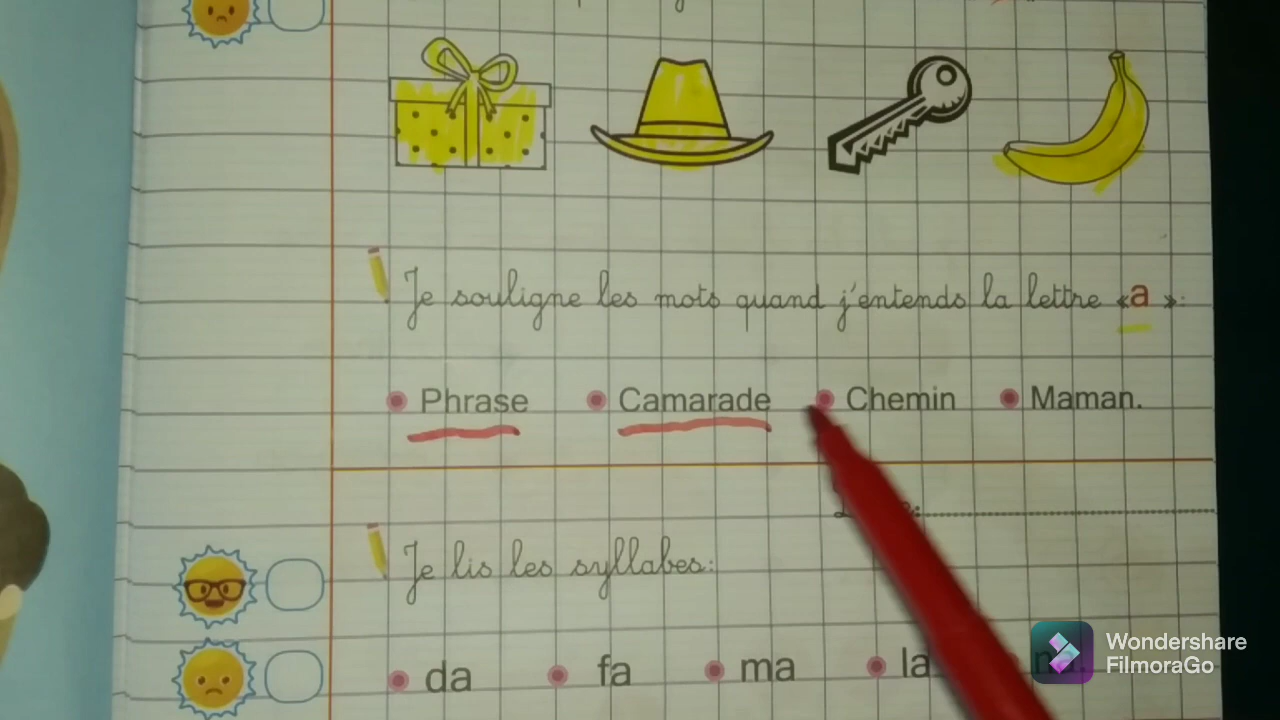 Je souligne les mots quand j'entends la lettre «a»:
Phrase Camarade Chemin Maman.
Je lis les syllabes:
da fa ma la
Wondershare
FilmoraGo